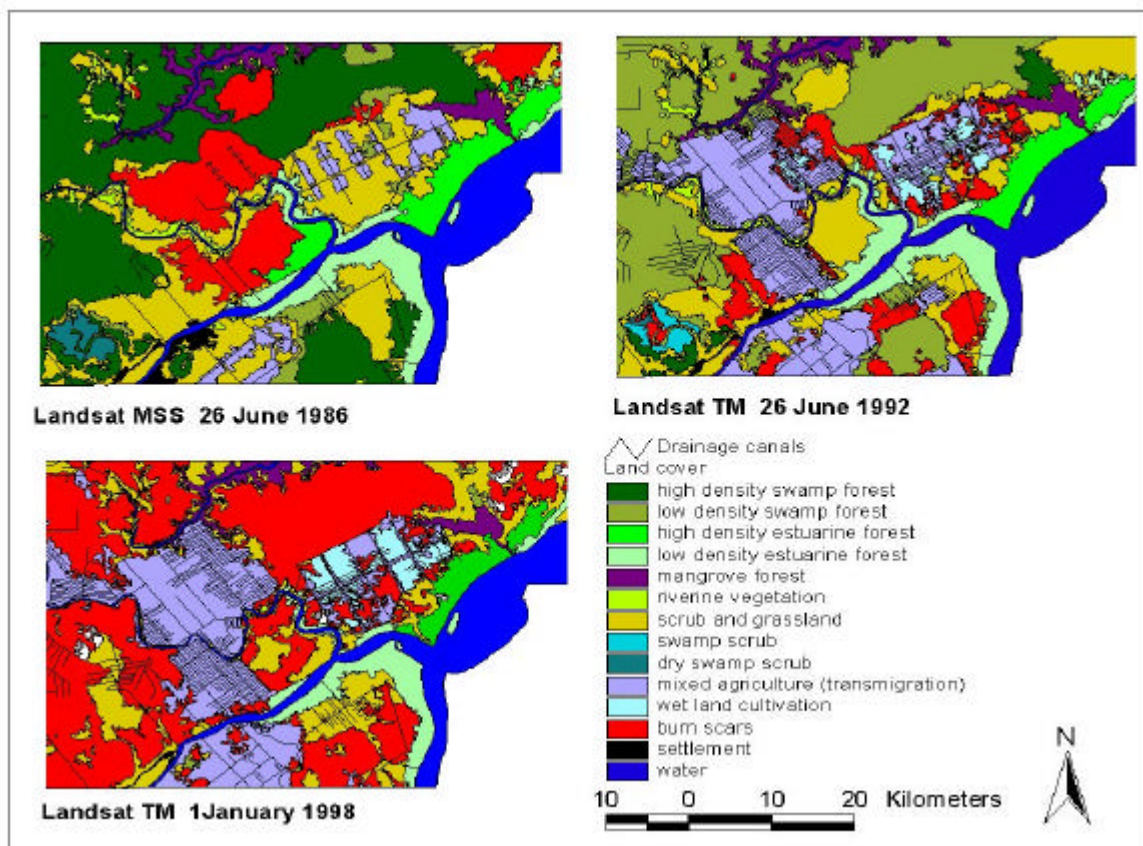 Landsat MSS 26 June 1986
Landsat TM 26 June 1992
Drainage canals
Land cover
high density swamp forest
low density swamp forest
high density estuarine forest
low density estuarine forest
mangrove forest
riverine vegetation
scrub and grassland
swamp scrub
dry swamp scrub
mixed agriculture (transmigration)
wet land cultivation
burn scars
settlement
water
Landsat TM 1January 1998
10 0 10 20 Kilometers
N